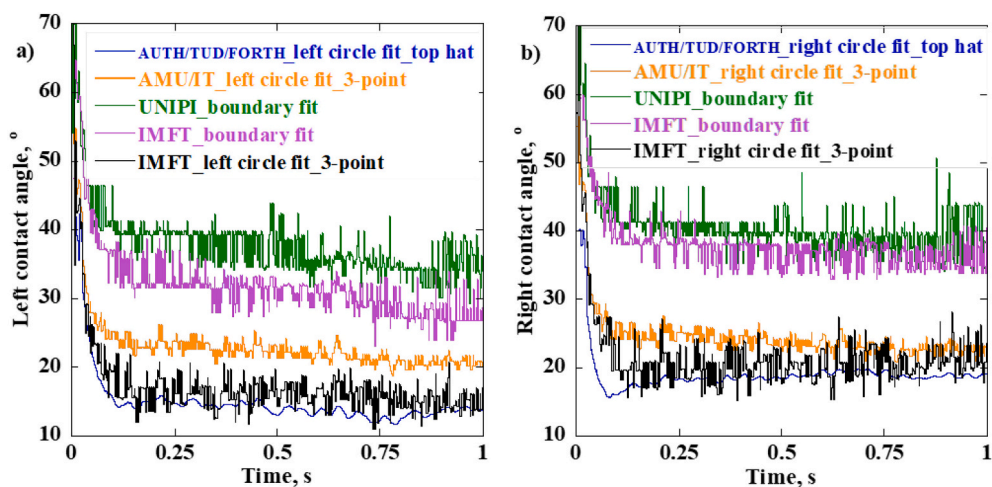 a)
AUTH/TUD/FORTH_left circle fit_top hat
AMU/IT_left circle fit_3-point
UNIPI_boundary fit
IMFT_boundary fit
IMFT_left circle fit_3-point
Left contact angle, º
70
60
50
40
30
20
10
0
0.25
0.5
0.75
1
Time, s
b)
AUTH/TUD/FORTH_right circle fit_top hat
AMU/IT_right circle fit_3-point
UNIPI_boundary fit
IMFT_boundary fit
IMFT_right circle fit_3-point
Right contact angle, º
70
60
50
40
30
20
10
0
0.25
0.5
0.75
1
Time, s